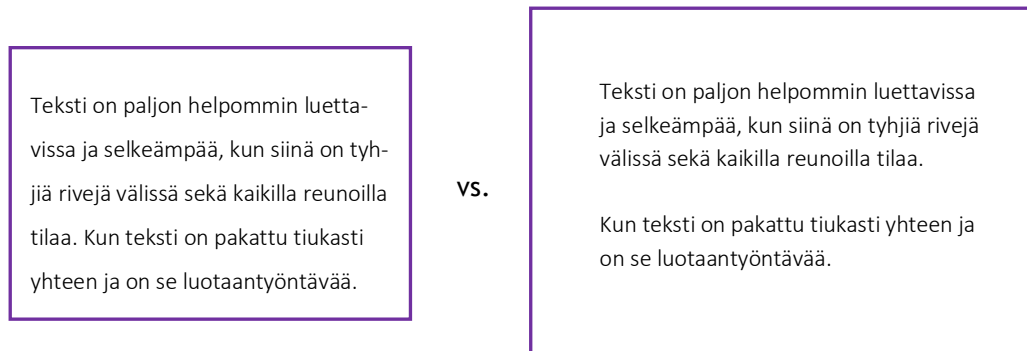 Teksti on paljon helpommin luetta-
vissa ja selkeämpää, kun siinä on tyh-
jiä rivejä välissä sekä kaikilla reunoilla
tilaa. Kun teksti on pakattu tiukasti
yhteen ja on se luotaantyöntävää.
vs.
Teksti on paljon helpommin luettavissa
ja selkeämpää, kun siinä on tyhjiä rivejä
välissä sekä kaikilla reunoilla tilaa.
Kun teksti on pakattu tiukasti yhteen ja
on se luotaantyöntävää.